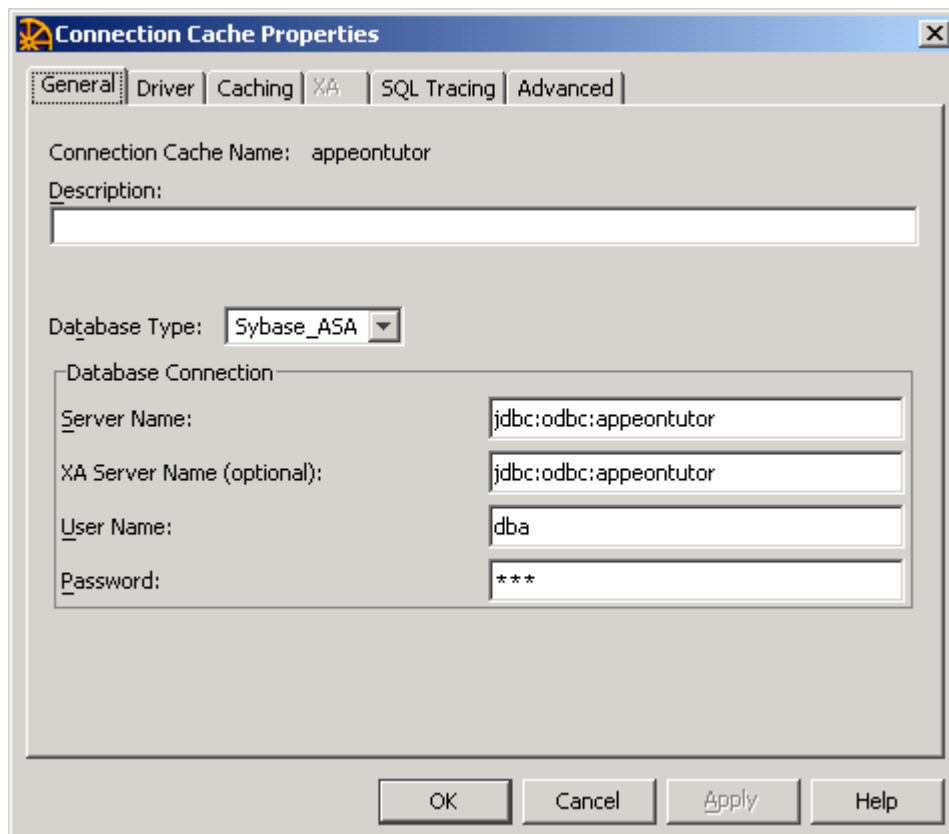 Connection Cache Properties
General Driver Caching XA SQL Tracing Advanced
Connection Cache Name: appeontutor
Description:
Database Type: Sybase_ASA
Database Connection
Server Name: jdbc:odbc:appeontutor
XA Server Name (optional): jdbc:odbc:appeontutor
User Name: dba
Password: ***
OK Cancel Apply Help